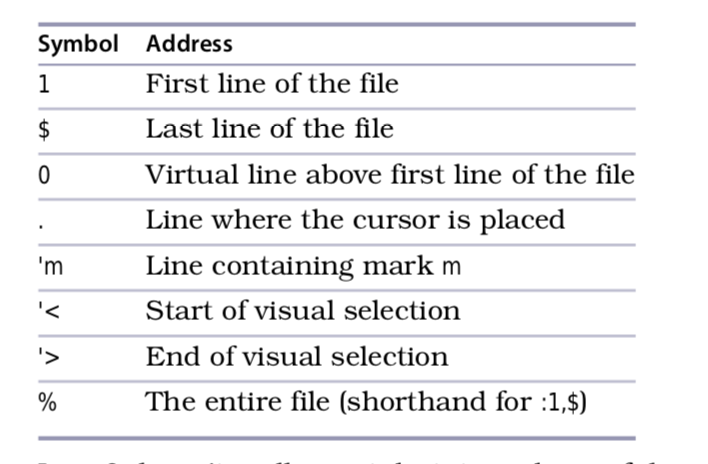 Symbol Address
1 First line of the file
$ Last line of the file
0 Virtual line above first line of the file
. Line where the cursor is placed
'm Line containing mark m
'< Start of visual selection
'> End of visual selection
% The entire file (shorthand for :1,$)